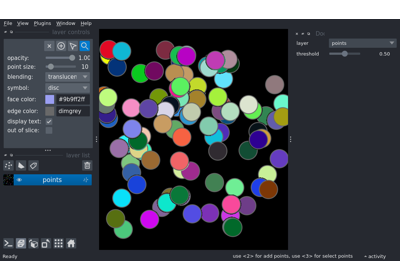 File View Plugins Window Help
layer controls
opacity: 1.00
point size: 10
blending: translucen
symbol: disc
face color: #9b9ff2ff
edge color: dimgrey
display text:
out of slice:
layer list
points
Ready
layer points
threshold 0.50
use <2> for add points, use <3> for select points
activity